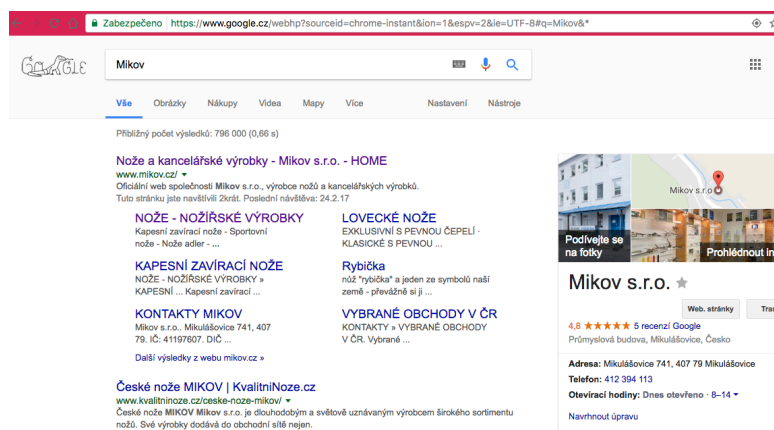 Zabezpečeno https://www.google.cz/webhp?sourceid=chrome-instant&ion=1&espv=2&ie=UTF-8#q=Mikov&*
GOOGLE
Mikov
Vše Obrázky Nákupy Videa Mapy Více Nastavení Nástroje
Přibližný počet výsledků: 796 000 (0,66 s)
Nože a kancelářské výrobky - Mikov s.r.o. - HOME
www.mikov.cz/
Oficiální web společnosti Mikov s.r.o., výrobce nožů a kancelářských výrobků.
Tuto stránku jste navštívili 2krát. Poslední návštěva: 24.2.17
NOŽE - NOŽÍŘSKÉ VÝROBKY
Kapesní zavírací nože - Sportovní
nože - Nože adler - ...
LOVECKÉ NOŽE
EXKLUSIVNÍ S PEVNOU ČEPELÍ ·
KLASICKÉ S PEVNOU ...
KAPESNÍ ZAVÍRACÍ NOŽE
NOŽE - NOŽÍŘSKÉ VÝROBKY »
KAPESNÍ ... Kapesní zavírací ...
Rybička
nůž "rybička" a jeden ze symbolů naší
země - převážně si ji ...
KONTAKTY MIKOV
Mikov s.r.o.. Mikulášovice 741, 407
79. IČ: 41197607. DIČ ...
VYBRANÉ OBCHODY V ČR
KONTAKTY » VYBRANÉ OBCHODY
V ČR. Vybrané ...
Další výsledky z webu mikov.cz »
České nože MIKOV | KvalitniNoze.cz
www.kvalitninoze.cz/ceske-noze-mikov/
České nože MIKOV Mikov s.r.o. je dlouhodobým a světově uznávaným výrobcem širokého sortimentu
nožů. Své výrobky dodává do obchodní sítě nejen.
Mikov s.r.o
Podívejte se
na fotky
Prohlédnout in
Mikov s.r.o.
Web. stránky Tra
4,8 ★★★★★ 5 recenzí Google
Průmyslová budova, Mikulášovice, Česko
Adresa: Mikulášovice 741, 407 79 Mikulášovice
Telefon: 412 394 113
Otevírací hodiny: Dnes otevřeno · 8–14
Navrhnout úpravu